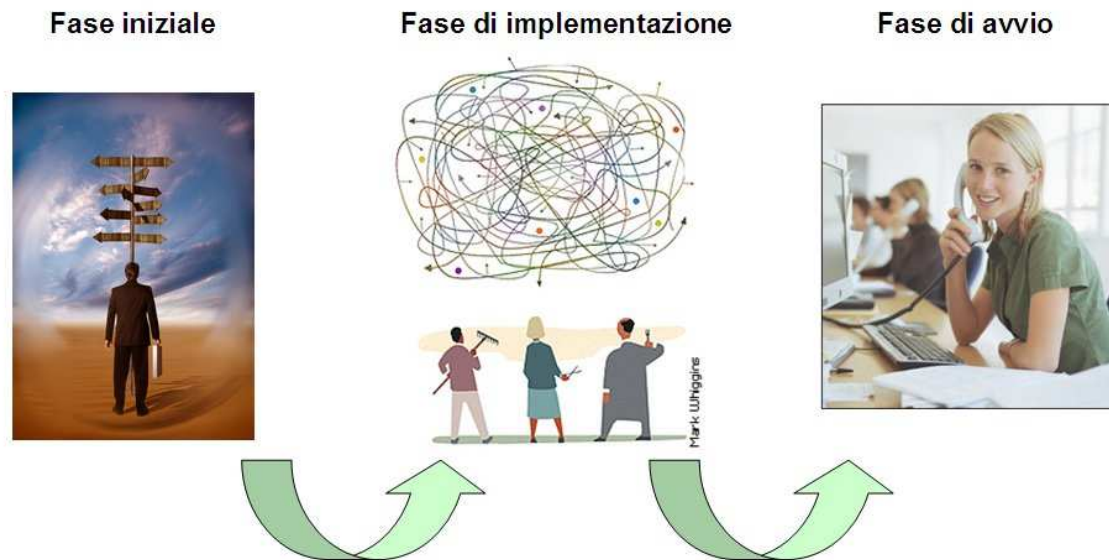 Fase iniziale
Fase di implementazione
Fase di avvio
Mark Whiggins